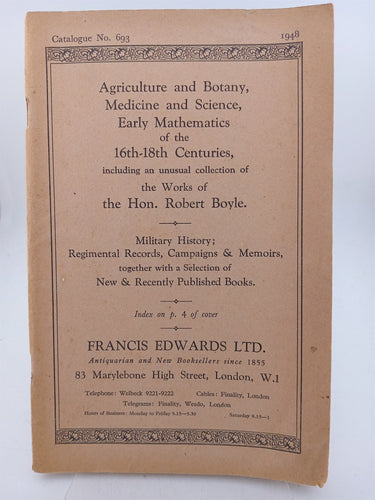 Catalogue No. 693 1948
Agriculture and Botany,
Medicine and Science,
Early Mathematics
of the
16th-18th Centuries,
including an unusual collection of
the Works of
the Hon. Robert Boyle.
Military History;
Regimental Records, Campaigns & Memoirs,
together with a Selection of
New & Recently Published Books.
Index on p. 4 of cover
FRANCIS EDWARDS LTD.
Antiquarian and New Booksellers since 1855
83 Marylebone High Street, London, W.1
Telephone: Welbeck 9221-9222 Cables: Finality, London
Telegrams: Finality, Wesdo, London
Hours of Business: Monday to Friday 9.15—5.30 Saturday 9.15—1